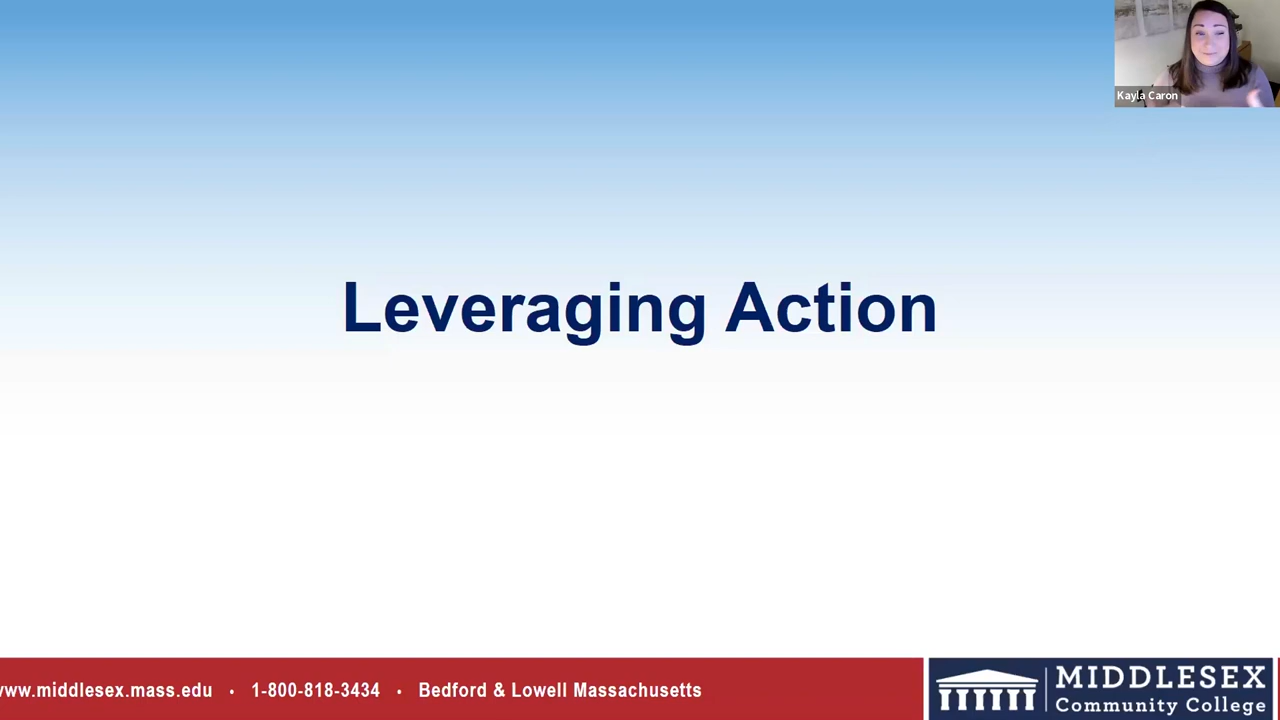 Kayla Caron
Leveraging Action
www.middlesex.mass.edu • 1-800-818-3434 • Bedford & Lowell Massachusetts
MIDDLESEX
Community College